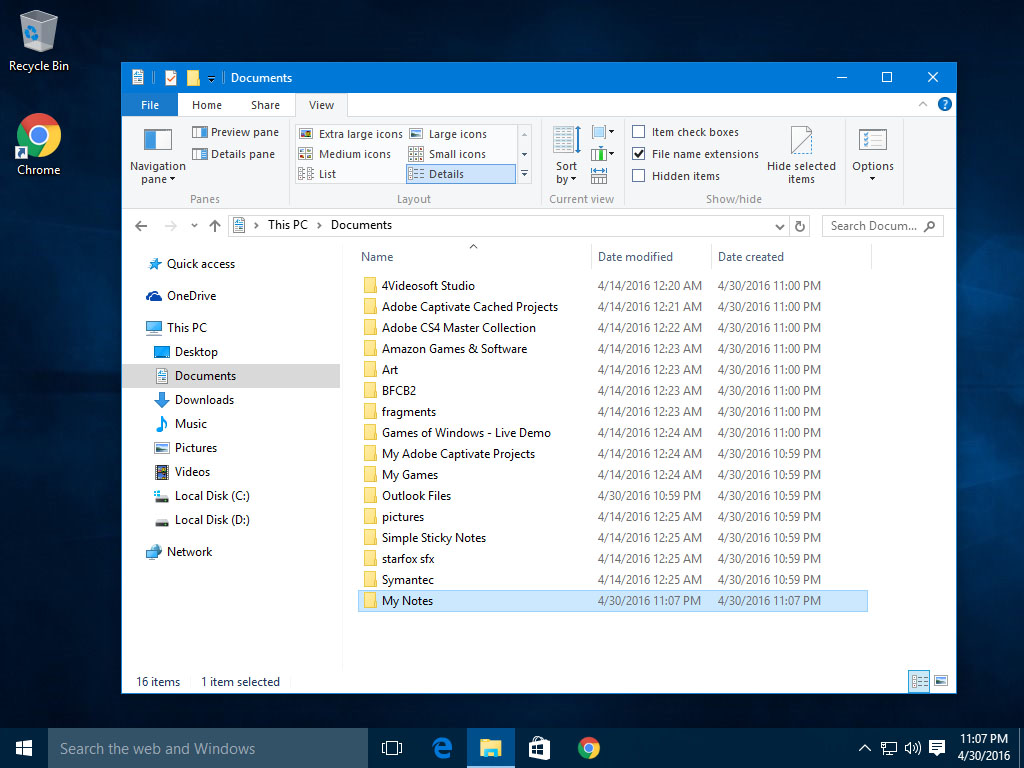 Recycle Bin
Chrome
Documents
File Home Share View
Navigation pane
Preview pane
Details pane
Panes
Extra large icons Large icons
Medium icons Small icons
List Details
Layout
Sort by
Current view
Item check boxes
File name extensions
Hidden items
Hide selected items
Show/hide
Options
This PC Documents
Search Docum...
Quick access
OneDrive
This PC
Desktop
Documents
Downloads
Music
Pictures
Videos
Local Disk (C:)
Local Disk (D:)
Network
Name Date modified Date created
4Videosoft Studio 4/14/2016 12:20 AM 4/30/2016 11:00 PM
Adobe Captivate Cached Projects 4/14/2016 12:21 AM 4/30/2016 11:00 PM
Adobe CS4 Master Collection 4/14/2016 12:22 AM 4/30/2016 11:00 PM
Amazon Games & Software 4/14/2016 12:23 AM 4/30/2016 11:00 PM
Art 4/14/2016 12:23 AM 4/30/2016 11:00 PM
BFCB2 4/14/2016 12:23 AM 4/30/2016 11:00 PM
fragments 4/14/2016 12:23 AM 4/30/2016 11:00 PM
Games of Windows - Live Demo 4/14/2016 12:24 AM 4/30/2016 11:00 PM
My Adobe Captivate Projects 4/14/2016 12:24 AM 4/30/2016 10:59 PM
My Games 4/14/2016 12:24 AM 4/30/2016 10:59 PM
Outlook Files 4/30/2016 10:59 PM 4/30/2016 10:59 PM
pictures 4/14/2016 12:25 AM 4/30/2016 10:59 PM
Simple Sticky Notes 4/14/2016 12:25 AM 4/30/2016 10:59 PM
starfox sfx 4/14/2016 12:25 AM 4/30/2016 10:59 PM
Symantec 4/14/2016 12:25 AM 4/30/2016 10:59 PM
My Notes 4/30/2016 11:07 PM 4/30/2016 11:07 PM
16 items 1 item selected
Search the web and Windows
11:07 PM
4/30/2016